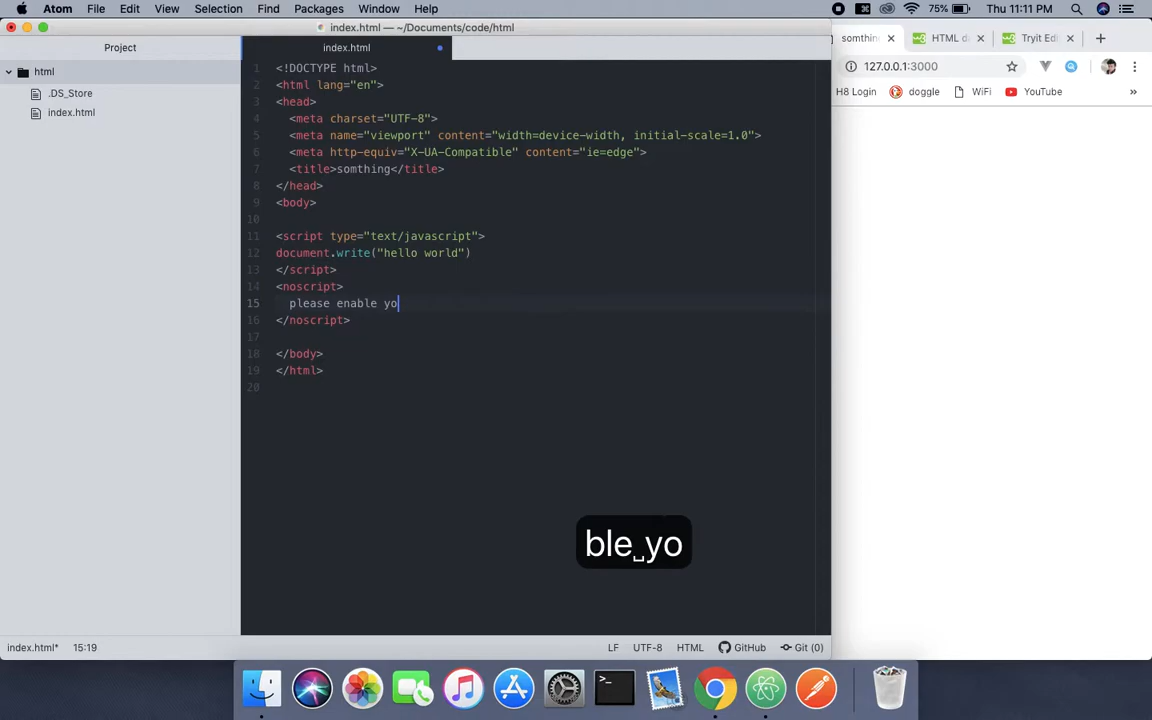 Atom File Edit View Selection Find Packages Window Help 75% Thu 11:11 PM
index.html — ~/Documents/code/html
Project
index.html
somthing
HTML d
Tryit Edi
127.0.0.1:3000
H8 Login
doggle
WiFi
YouTube
»
html
.DS_Store
index.html
1 <!DOCTYPE html>
2 <html lang="en">
3 <head>
4 <meta charset="UTF-8">
5 <meta name="viewport" content="width=device-width, initial-scale=1.0">
6 <meta http-equiv="X-UA-Compatible" content="ie=edge">
7 <title>somthing</title>
8 </head>
9 <body>
10
11 <script type="text/javascript">
12 document.write("hello world")
13 </script>
14 <noscript>
15 please enable yo
16 </noscript>
17
18 </body>
19 </html>
20
ble␣yo
index.html* 15:19 LF UTF-8 HTML GitHub Git (0)